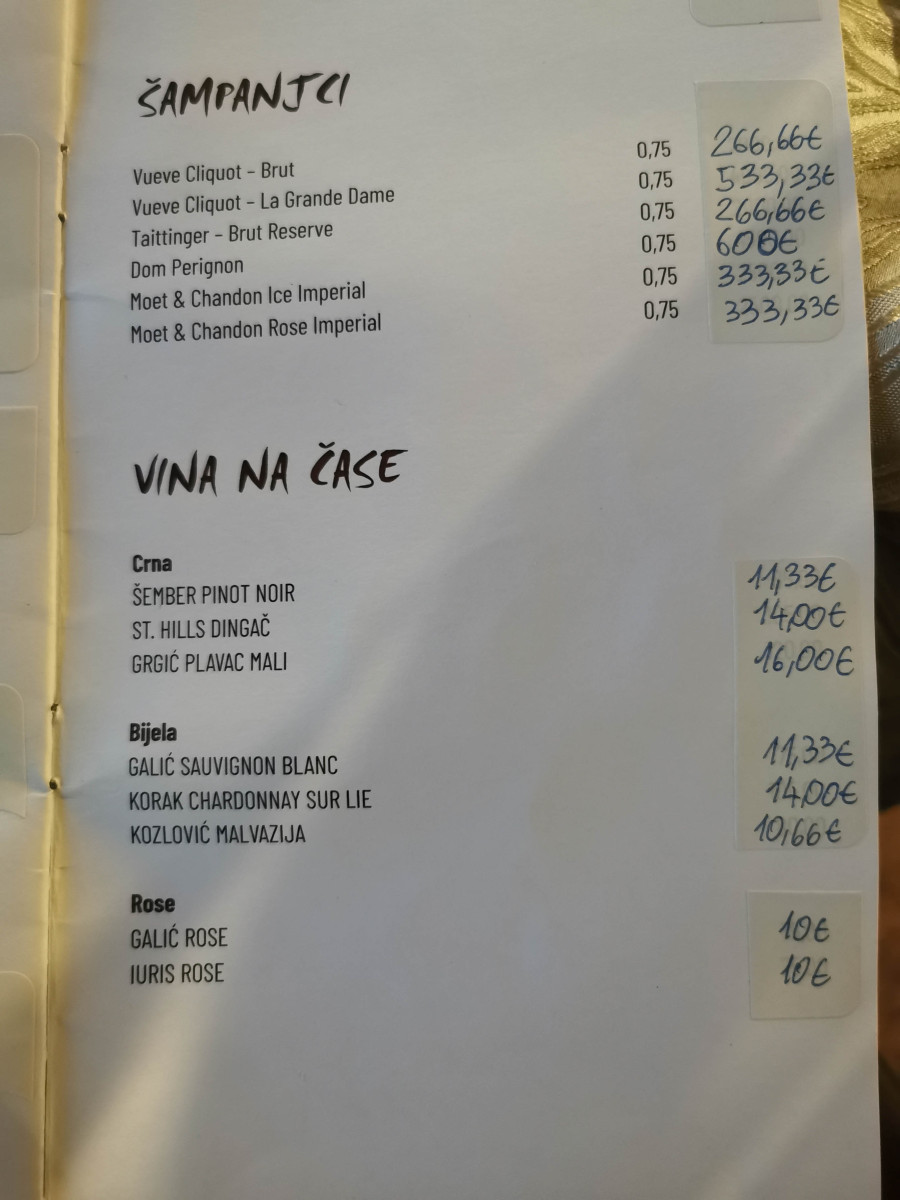 ŠAMPANJCI
Vueve Cliquot – Brut 0,75 266,66€
Vueve Cliquot – La Grande Dame 0,75 533,33€
Taittinger – Brut Reserve 0,75 266,66€
Dom Perignon 0,75 600€
Moet & Chandon Ice Imperial 0,75 333,33€
Moet & Chandon Rose Imperial 0,75 333,33€
VINA NA ČASE
Crna
ŠEMBER PINOT NOIR 11,33€
ST. HILLS DINGAČ 14,00€
GRGIĆ PLAVAC MALI 16,00€
Bijela
GALIĆ SAUVIGNON BLANC 11,33€
KORAK CHARDONNAY SUR LIE 14,00€
KOZLOVIĆ MALVAZIJA 10,66€
Rose
GALIĆ ROSE 10€
IURIS ROSE 10€